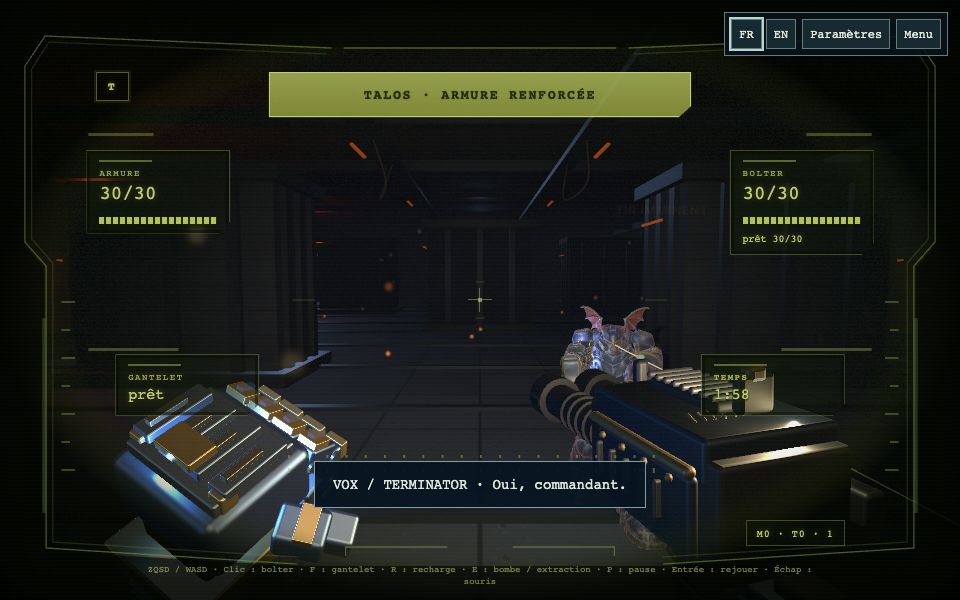 FR EN Paramètres Menu
T
TALOS · ARMURE RENFORCÉE
ARMURE
30/30
BOLTER
30/30
prêt 30/30
GANTELET
prêt
TEMPS
1:58
VOX / TERMINATOR · Oui, commandant.
M0 · T0 · 1
ZQSD / WASD · Clic : bolter · F : gantelet · R : recharge · E : bombe / extraction · P : pause · Entrée : rejouer · Échap :
souris